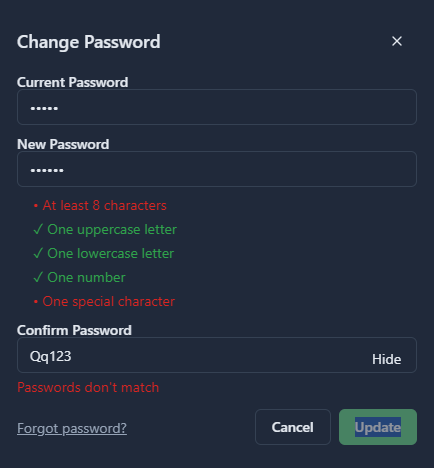 Change Password
Current Password
•••••
New Password
••••••
• At least 8 characters
✓ One uppercase letter
✓ One lowercase letter
✓ One number
• One special character
Confirm Password
Qq123 Hide
Passwords don't match
Forgot password? Cancel Update